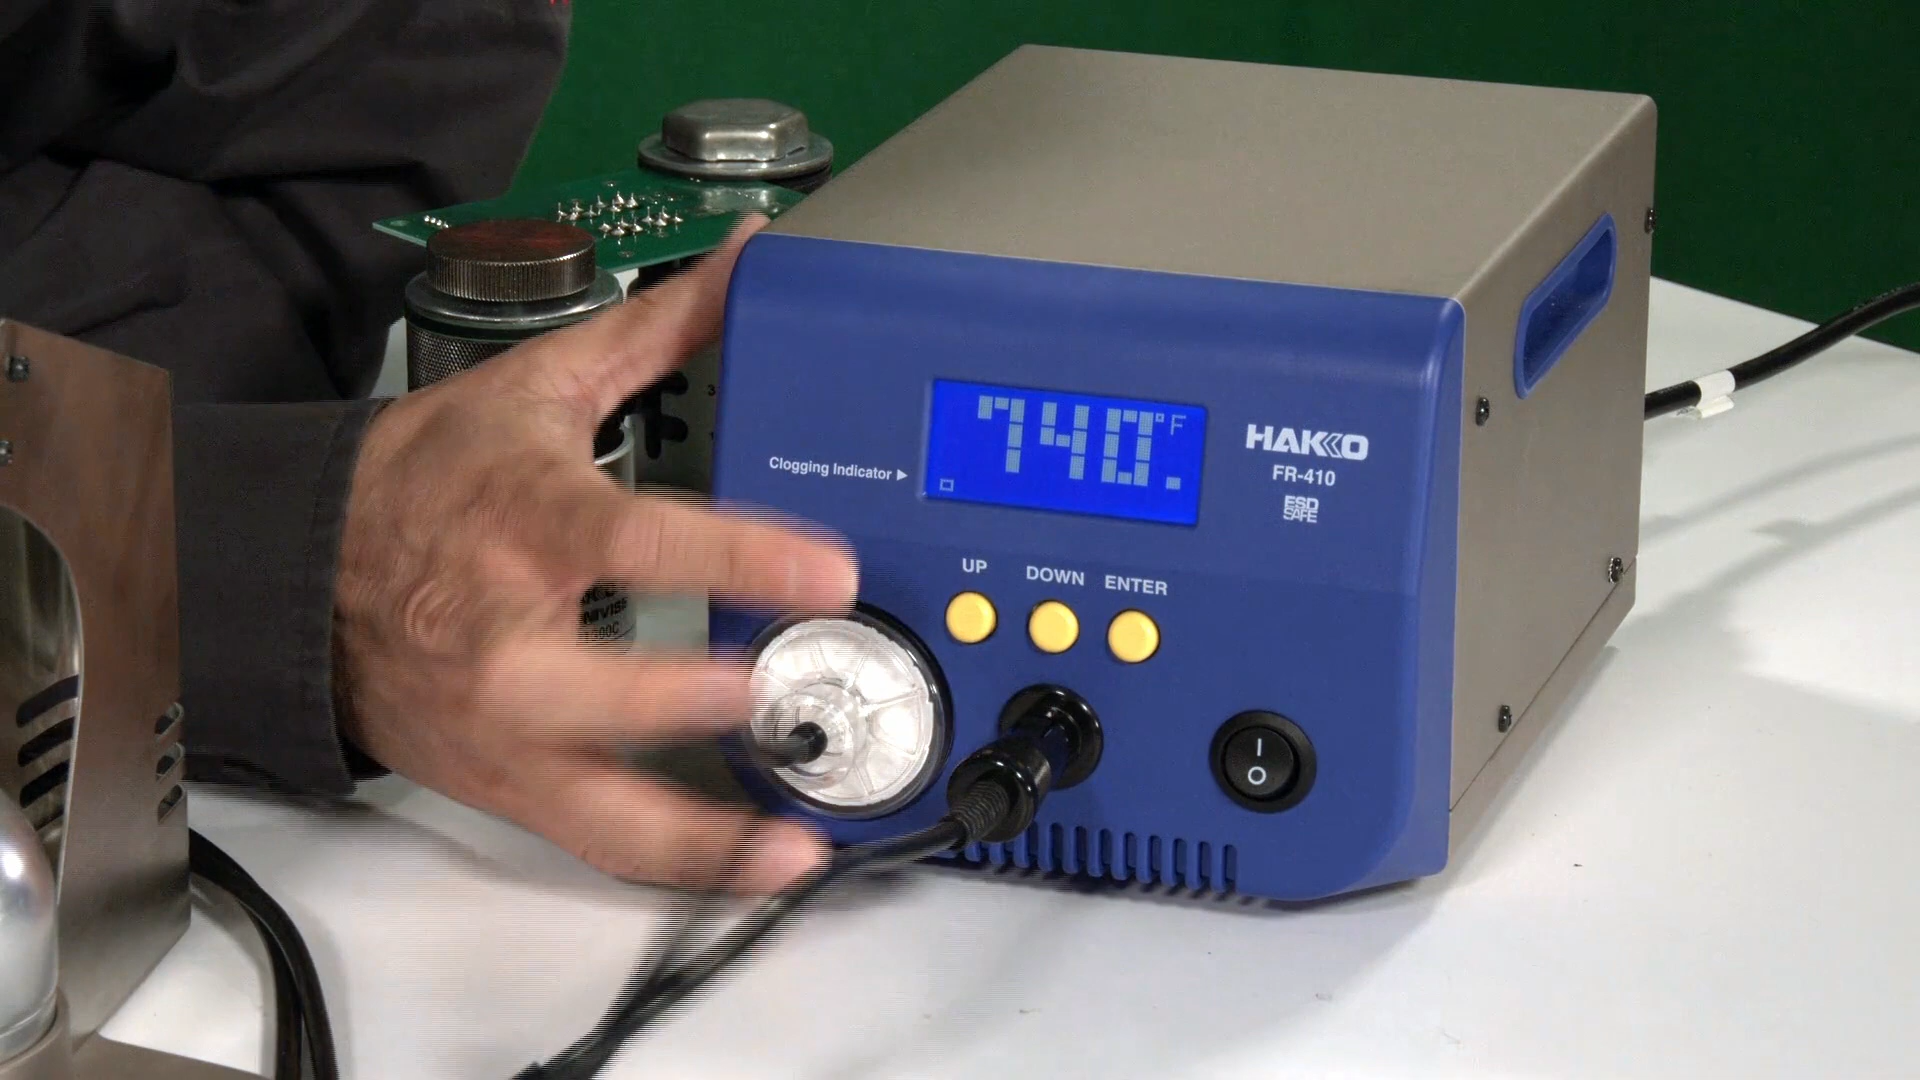 740.°F
Clogging Indicator ▶
HAKKO
FR-410
ESD
SAFE
UP
DOWN
ENTER
I
O